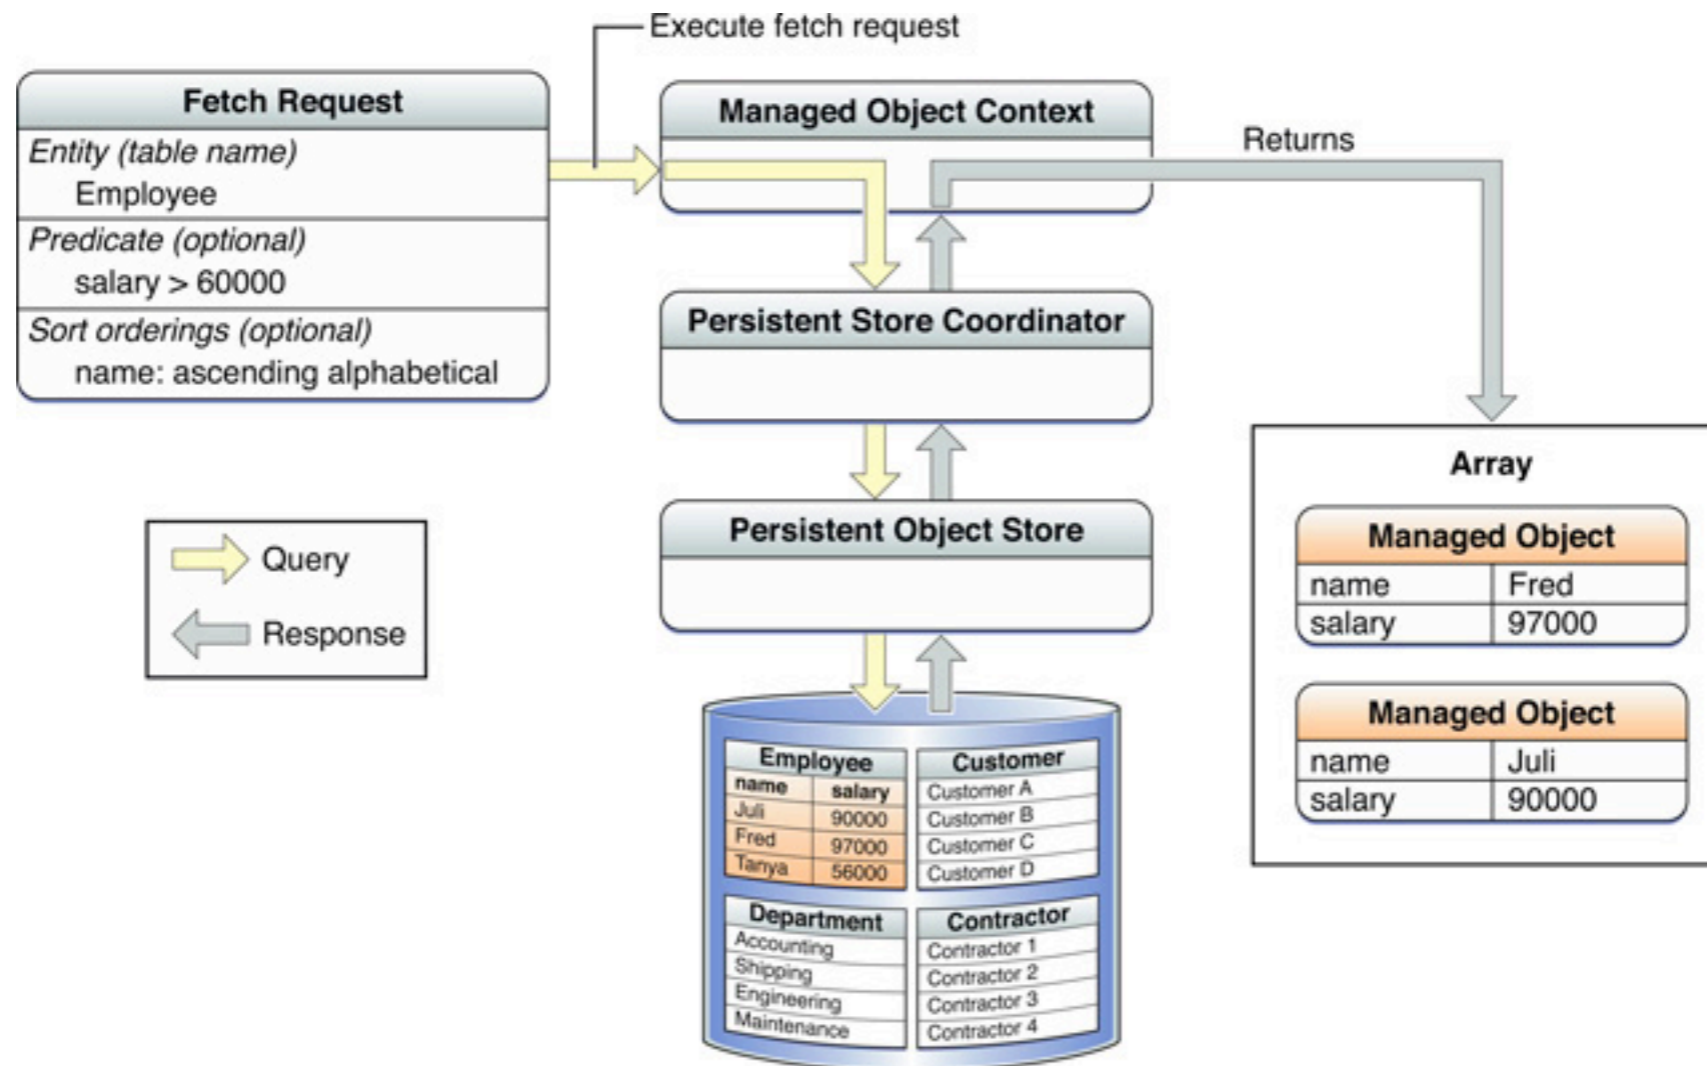 Execute fetch request
Fetch Request
Entity (table name)
Employee
Predicate (optional)
salary > 60000
Sort orderings (optional)
name: ascending alphabetical
Managed Object Context
Returns
Persistent Store Coordinator
Persistent Object Store
Query
Response
Employee
name salary
Juli 90000
Fred 97000
Tanya 56000
Customer
Customer A
Customer B
Customer C
Customer D
Department
Accounting
Shipping
Engineering
Maintenance
Contractor
Contractor 1
Contractor 2
Contractor 3
Contractor 4
Array
Managed Object
name Fred
salary 97000
Managed Object
name Juli
salary 90000